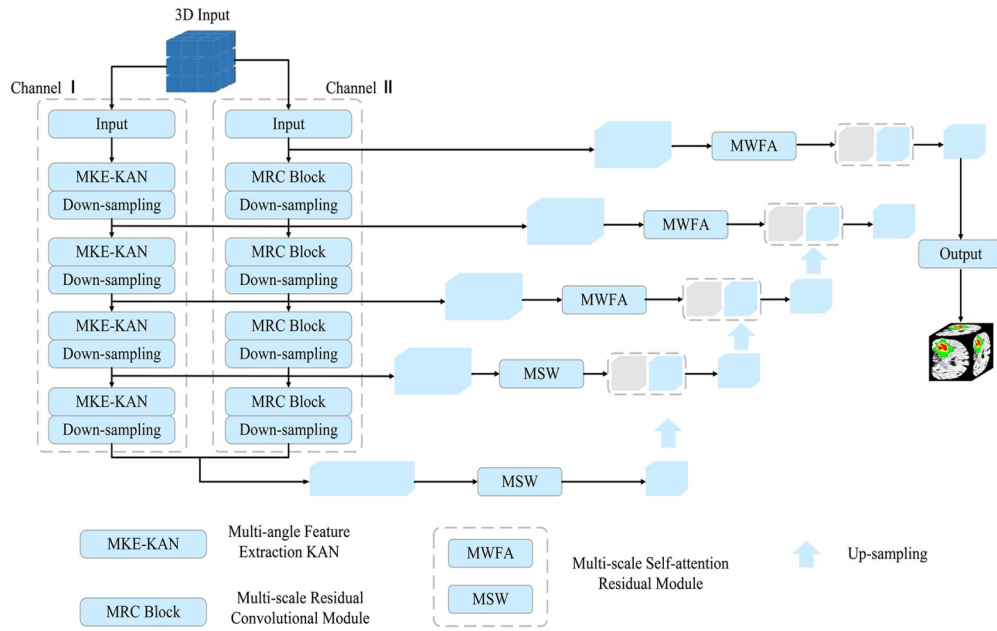 3D Input
Channel Ⅰ
Channel Ⅱ
Input
Input
MWFA
MKE-KAN
MRC Block
Down-sampling
Down-sampling
MWFA
MKE-KAN
MRC Block
Output
Down-sampling
Down-sampling
MWFA
MKE-KAN
MRC Block
Down-sampling
Down-sampling
MSW
MKE-KAN
MRC Block
Down-sampling
Down-sampling
MSW
MKE-KAN
Multi-angle Feature
Extraction KAN
MRC Block
Multi-scale Residual
Convolutional Module
MWFA
MSW
Multi-scale Self-attention
Residual Module
Up-sampling